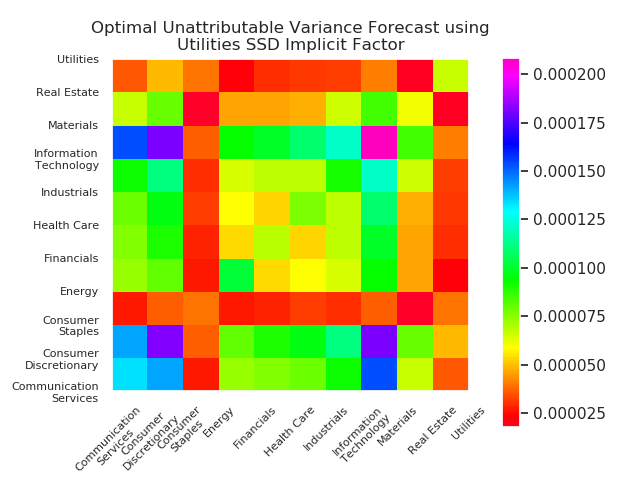 Optimal Unattributable Variance Forecast using
Utilities SSD Implicit Factor
Utilities
Real Estate
Materials
Information
Technology
Industrials
Health Care
Financials
Energy
Consumer
Staples
Consumer
Discretionary
Communication
Services
Communication
Services
Consumer
Discretionary
Consumer
Staples
Energy
Financials
Health Care
Industrials
Information
Technology
Materials
Real Estate
Utilities
0.000200
0.000175
0.000150
0.000125
0.000100
0.000075
0.000050
0.000025